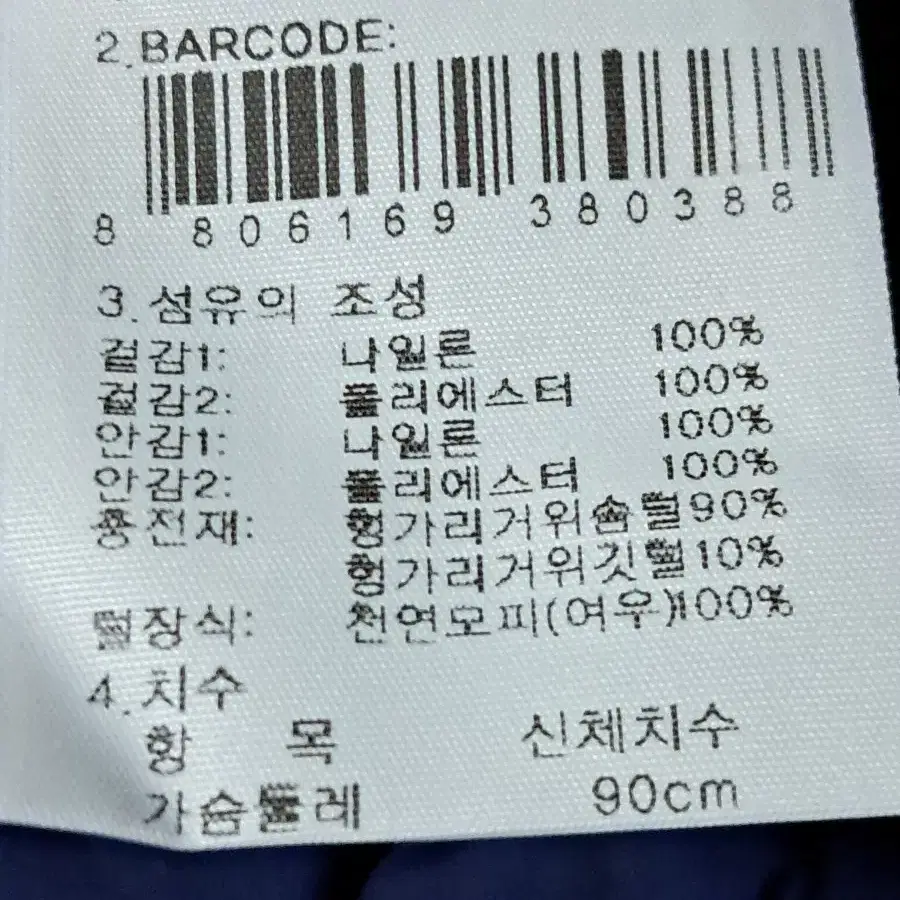 2.BARCODE:
8 806169 380388
3.섬유의 조성
겉감1: 나일론 100%
겉감2: 폴리에스터 100%
안감1: 나일론 100%
안감2: 폴리에스터 100%
충전재: 헝가리거위솜털90%
헝가리거위깃털10%
털장식: 천연모피(여우)100%
4.치수
항 목 신체치수
가슴둘레 90cm